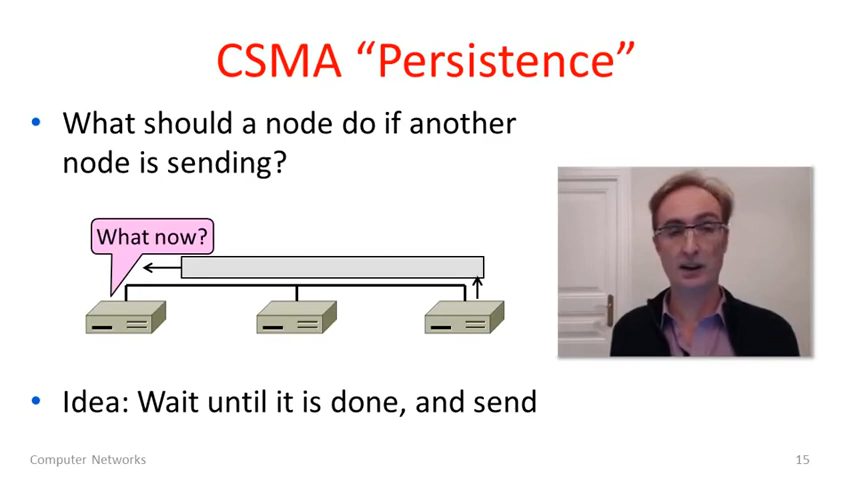 CSMA “Persistence”
• What should a node do if another
node is sending?
What now?
• Idea: Wait until it is done, and send
Computer Networks
15